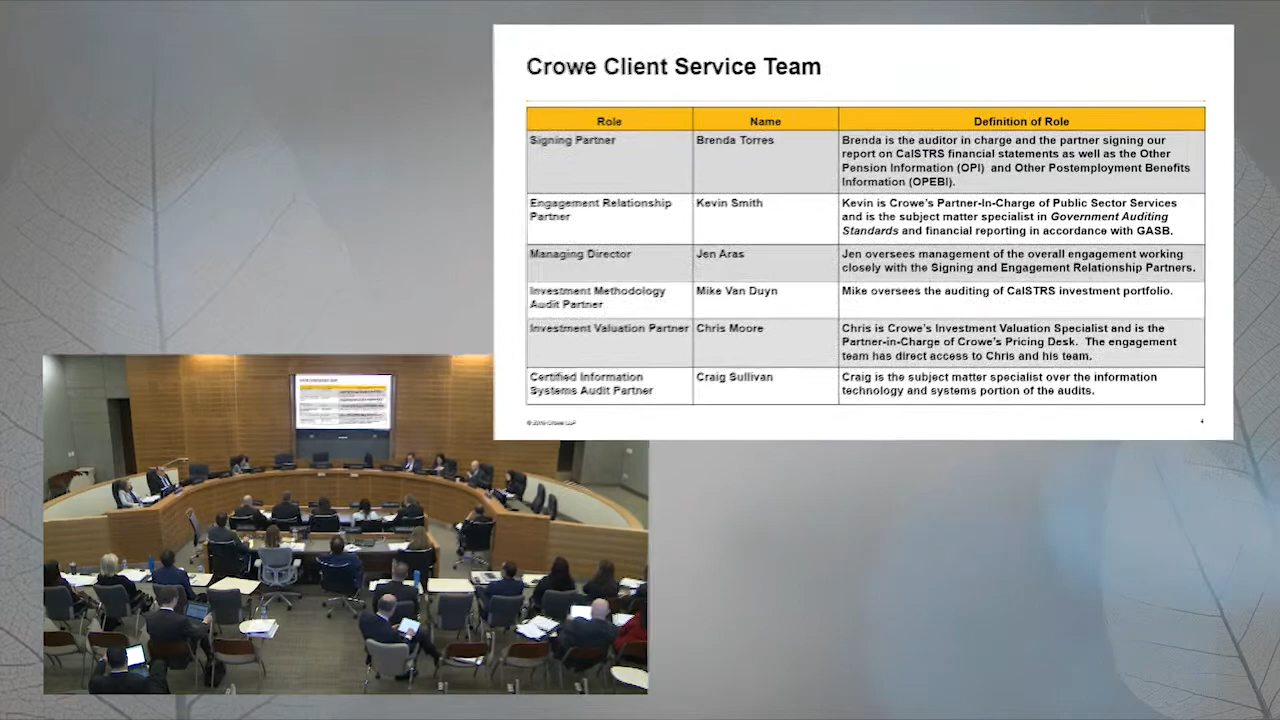 Crowe Client Service Team
Role Name Definition of Role
Signing Partner Brenda Torres Brenda is the auditor in charge and the partner signing our
report on CalSTRS financial statements as well as the Other
Pension Information (OPI) and Other Postemployment Benefits
Information (OPEBI).
Engagement Relationship Kevin Smith Kevin is Crowe's Partner-In-Charge of Public Sector Services
Partner and is the subject matter specialist in Government Auditing
Standards and financial reporting in accordance with GASB.
Managing Director Jen Aras Jen oversees management of the overall engagement working
closely with the Signing and Engagement Relationship Partners.
Investment Methodology Mike Van Duyn Mike oversees the auditing of CalSTRS investment portfolio.
Audit Partner
Investment Valuation Partner Chris Moore Chris is Crowe's Investment Valuation Specialist and is the
Partner-in-Charge of Crowe's Pricing Desk. The engagement
team has direct access to Chris and his team.
Certified Information Craig Sullivan Craig is the subject matter specialist over the information
Systems Audit Partner technology and systems portion of the audits.
© 2019 Crowe LLP 4